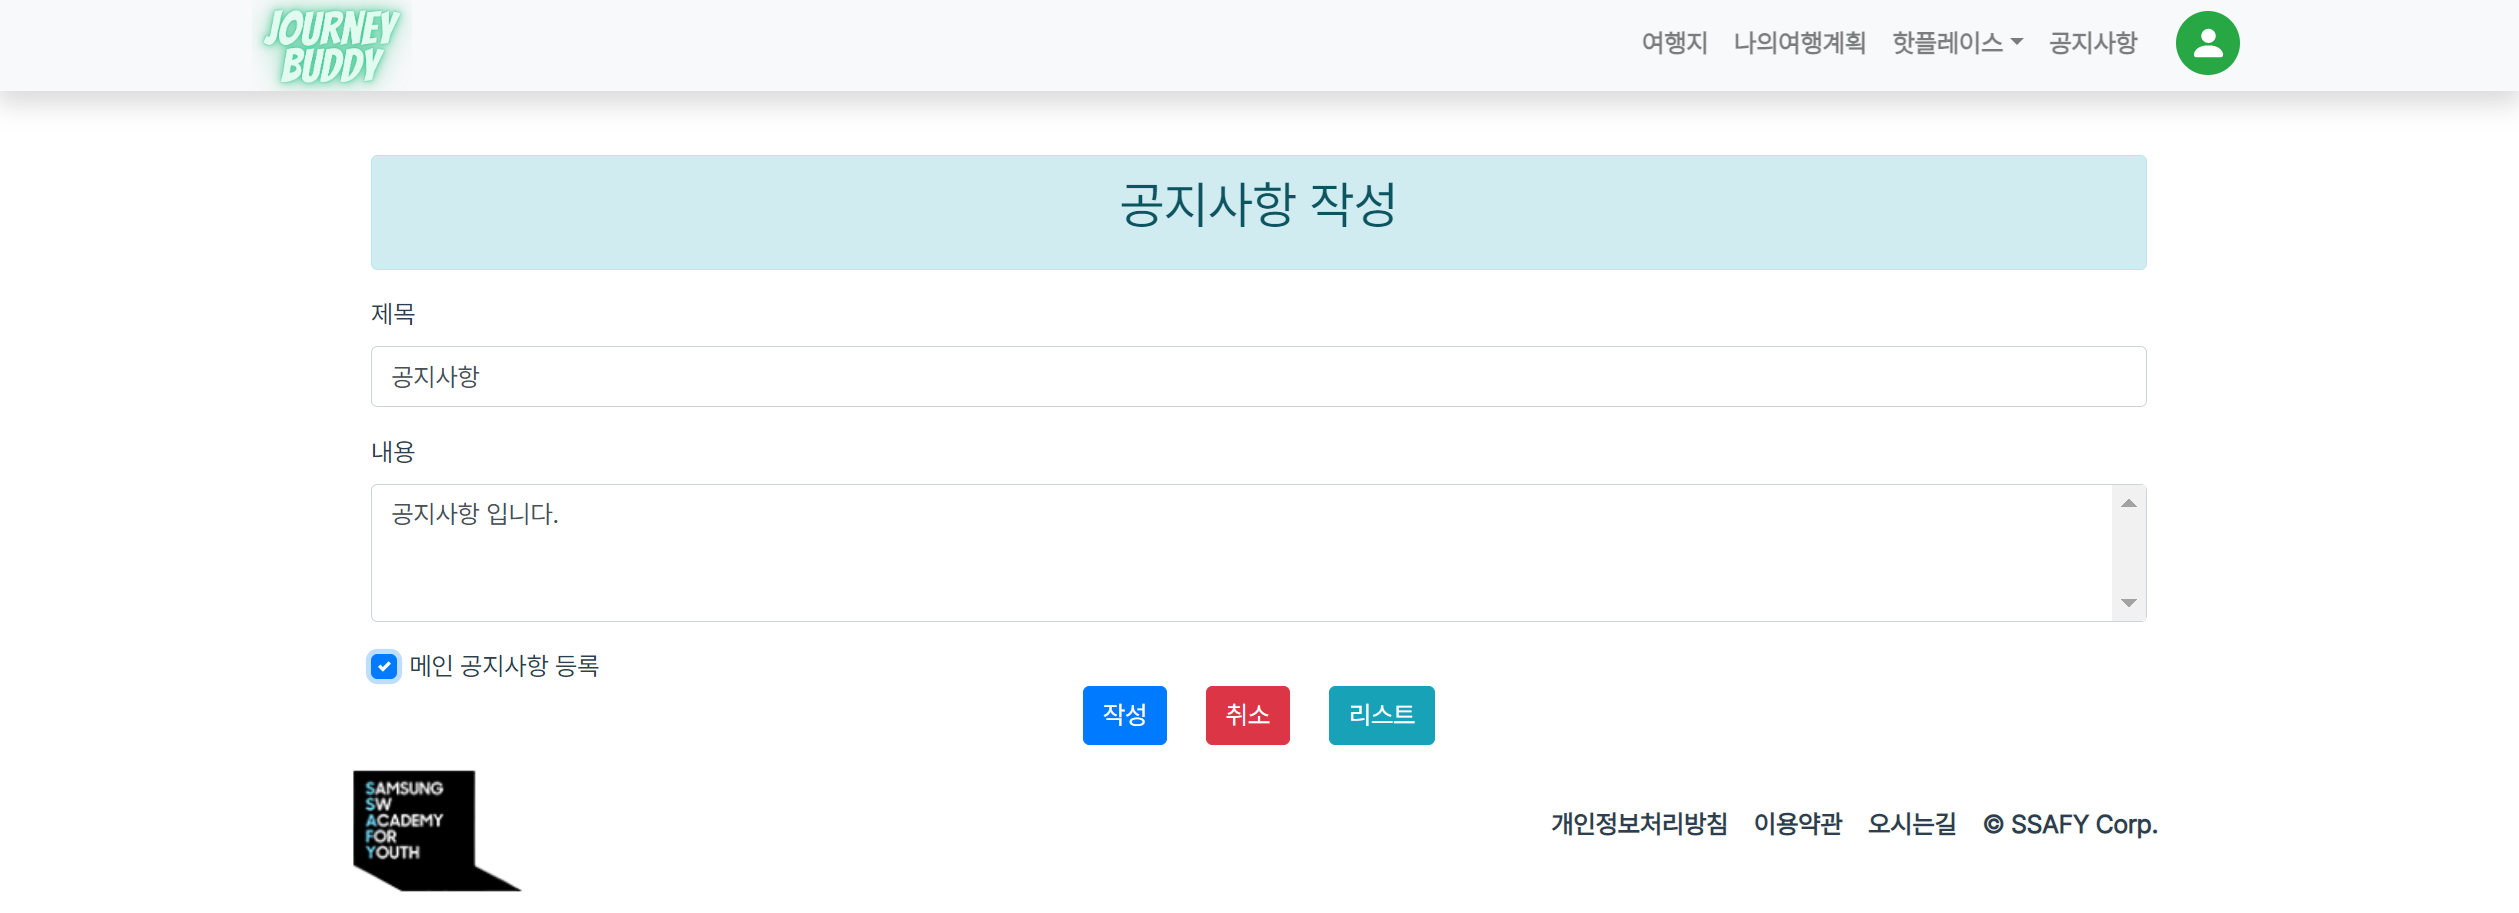 JOURNEY
BUDDY
여행지 나의여행계획 핫플레이스 공지사항
공지사항 작성
제목
공지사항
내용
공지사항 입니다.
메인 공지사항 등록
작성 취소 리스트
SAMSUNG
SW
ACADEMY
FOR
YOUTH
개인정보처리방침 이용약관 오시는길 © SSAFY Corp.